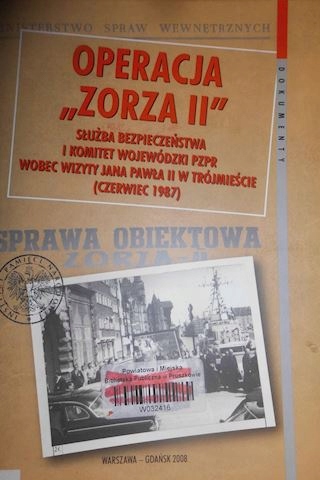 MINISTERSTWO SPRAW WEWNĘTRZNYCH
OPERACJA
„ZORZA II”
SŁUŻBA BEZPIECZEŃSTWA
I KOMITET WOJEWÓDZKI PZPR
WOBEC WIZYTY JANA PAWŁA II W TRÓJMIEŚCIE
(CZERWIEC 1987)
DOKUMENTY
SPRAWA OBIEKTOWA
ZORZA-II
Powiatowa i Miejska
Biblioteka Publiczna w Pruszkowie
W032416
WARSZAWA – GDAŃSK 2008